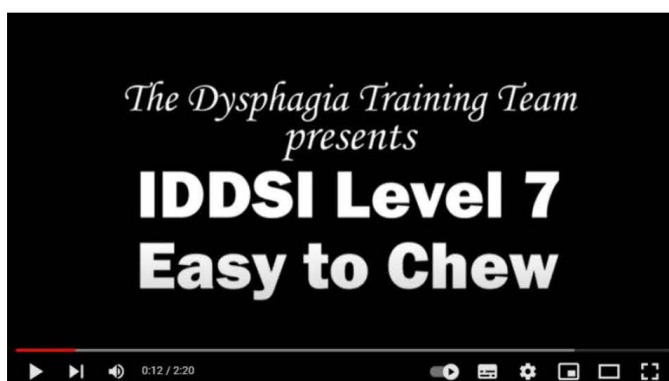 The Dysphagia Training Team
presents
IDDSI Level 7
Easy to Chew
0:12 / 2:20